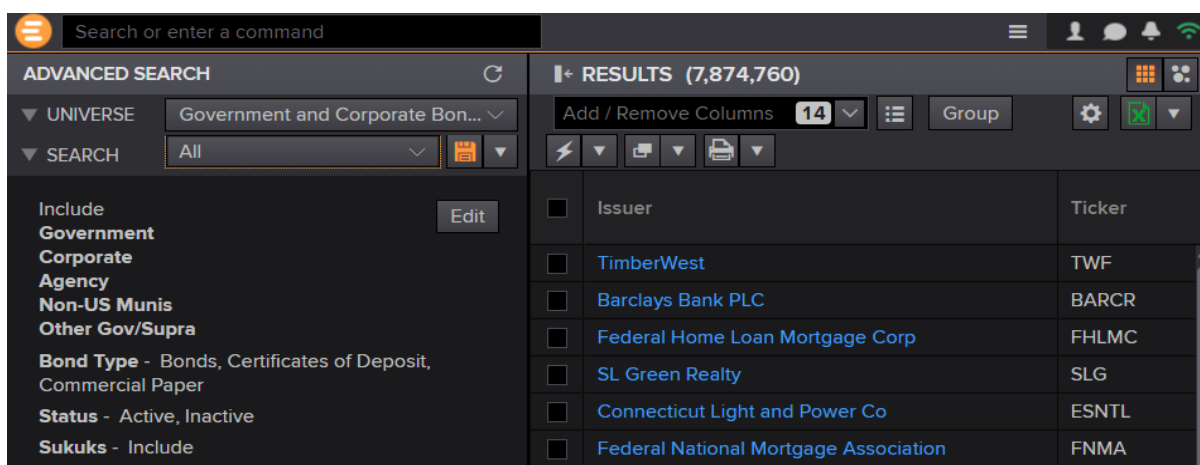 Search or enter a command
ADVANCED SEARCH
UNIVERSE Government and Corporate Bon...
SEARCH All
Include Edit
Government
Corporate
Agency
Non-US Munis
Other Gov/Supra
Bond Type - Bonds, Certificates of Deposit,
Commercial Paper
Status - Active, Inactive
Sukuks - Include
RESULTS (7,874,760)
Add / Remove Columns 14 Group
Issuer Ticker
TimberWest TWF
Barclays Bank PLC BARCR
Federal Home Loan Mortgage Corp FHLMC
SL Green Realty SLG
Connecticut Light and Power Co ESNTL
Federal National Mortgage Association FNMA